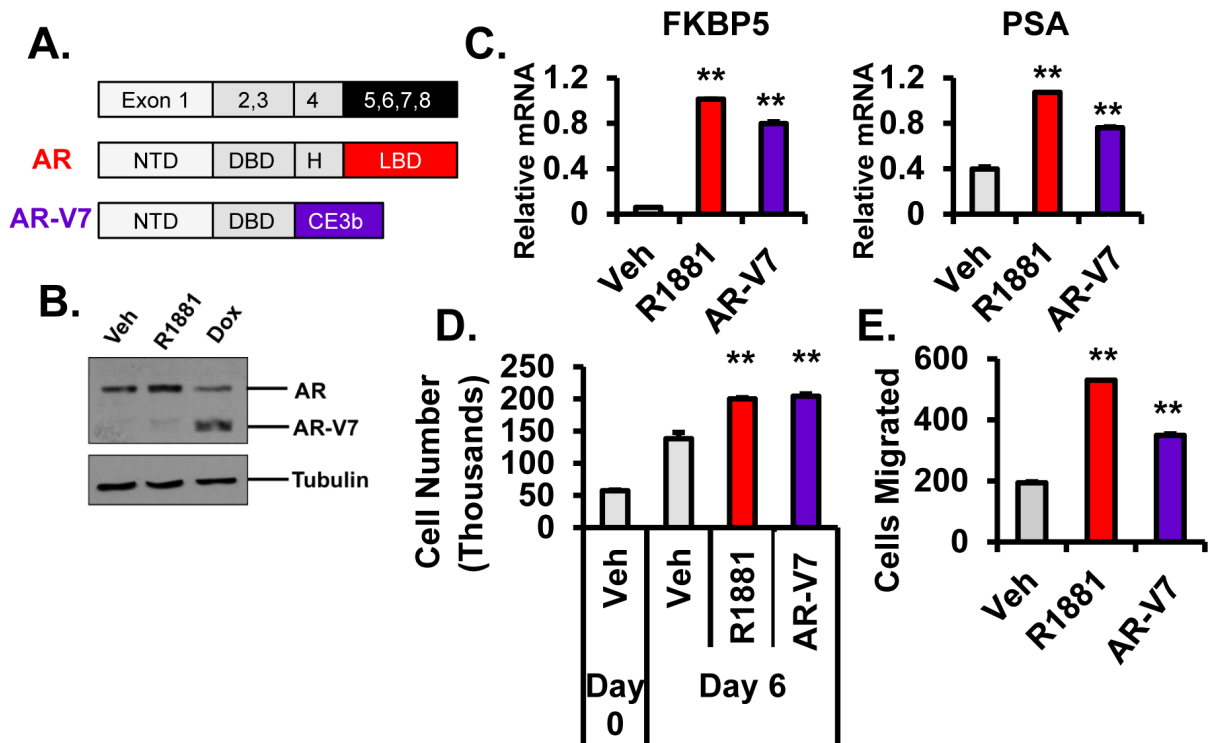 A.
Exon 1 2,3 4 5,6,7,8
AR NTD DBD H LBD
AR-V7 NTD DBD CE3b
B.
Veh R1881 Dox
AR
AR-V7
Tubulin
C.
FKBP5
Relative mRNA
1.2
0.8
0.4
0
** **
Veh R1881 AR-V7
PSA
Relative mRNA
1.2
0.8
0.4
0
** **
Veh R1881 AR-V7
D.
Cell Number
(Thousands)
250
200
150
100
50
0
** **
Veh Veh R1881 AR-V7
Day Day 6
0
E.
Cells Migrated
600
400
200
0
**
**
Veh R1881 AR-V7